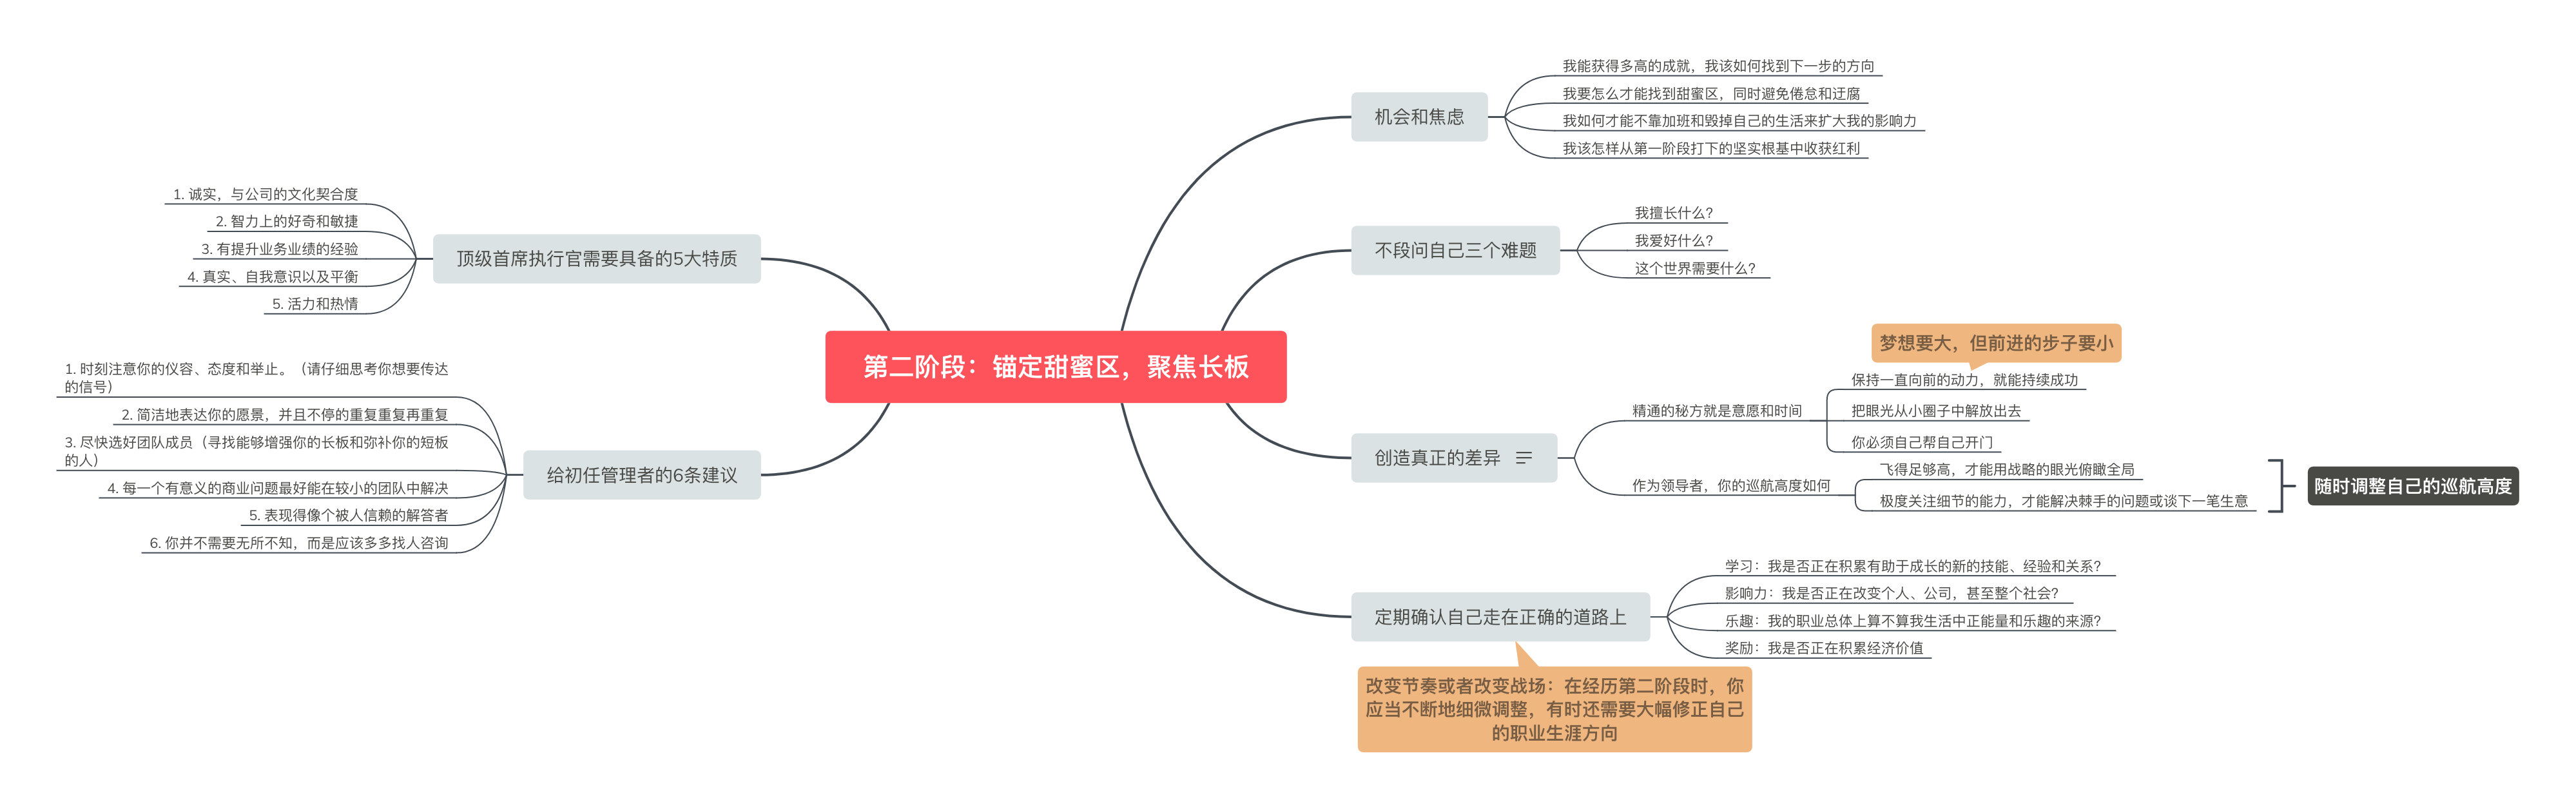 第二阶段：锚定甜蜜区，聚焦长板
机会和焦虑
我能获得多高的成就，我该如何找到下一步的方向
我要怎么才能找到甜蜜区，同时避免倦怠和迂腐
我如何才能不靠加班和毁掉自己的生活来扩大我的影响力
我该怎样从第一阶段打下的坚实根基中收获红利
不段问自己三个难题
我擅长什么？
我爱好什么？
这个世界需要什么？
创造真正的差异
精通的秘方就是意愿和时间
梦想要大，但前进的步子要小
保持一直向前的动力，就能持续成功
把眼光从小圈子中解放出去
你必须自己帮自己开门
作为领导者，你的巡航高度如何
飞得足够高，才能用战略的眼光俯瞰全局
极度关注细节的能力，才能解决棘手的问题或谈下一笔生意
随时调整自己的巡航高度
定期确认自己走在正确的道路上
学习：我是否正在积累有助于成长的新的技能、经验和关系？
影响力：我是否正在改变个人、公司，甚至整个社会？
乐趣：我的职业总体上算不算我生活中正能量和乐趣的来源？
奖励：我是否正在积累经济价值
改变节奏或者改变战场：在经历第二阶段时，你
应当不断地细微调整，有时还需要大幅修正自己
的职业生涯方向
顶级首席执行官需要具备的5大特质
1. 诚实，与公司的文化契合度
2. 智力上的好奇和敏捷
3. 有提升业务业绩的经验
4. 真实、自我意识以及平衡
5. 活力和热情
给初任管理者的6条建议
1. 时刻注意你的仪容、态度和举止。（请仔细思考你想要传达
的信号）
2. 简洁地表达你的愿景，并且不停的重复重复再重复
3. 尽快选好团队成员（寻找能够增强你的长板和弥补你的短板
的人）
4. 每一个有意义的商业问题最好能在较小的团队中解决
5. 表现得像个被人信赖的解答者
6. 你并不需要无所不知，而是应该多多找人咨询